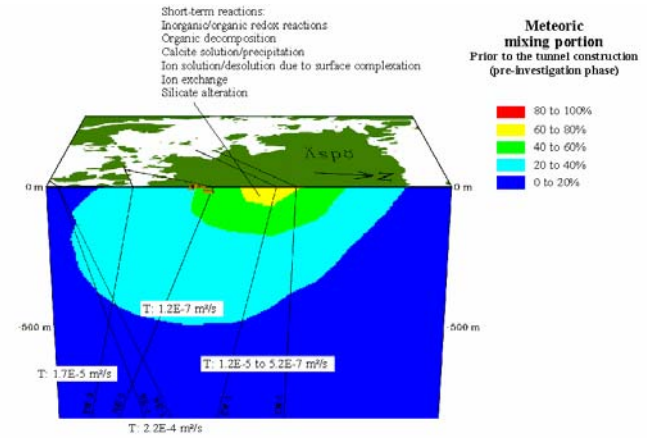 Short-term reactions:
Inorganic/organic redox reactions
Organic decomposition
Calcite solution/precipitation
Ion solution/desolution due to surface complexation
Ion exchange
Silicate alteration
Meteoric
mixing portion
Prior to the tunnel construction
(pre-investigation phase)
80 to 100%
60 to 80%
40 to 60%
20 to 40%
0 to 20%
Äspö
N
0 m
0 m
-500 m
-500 m
T: 1.2E-7 m²/s
T: 1.2E-5 to 5.2E-7 m²/s
T: 1.7E-5 m²/s
T: 2.2E-4 m²/s